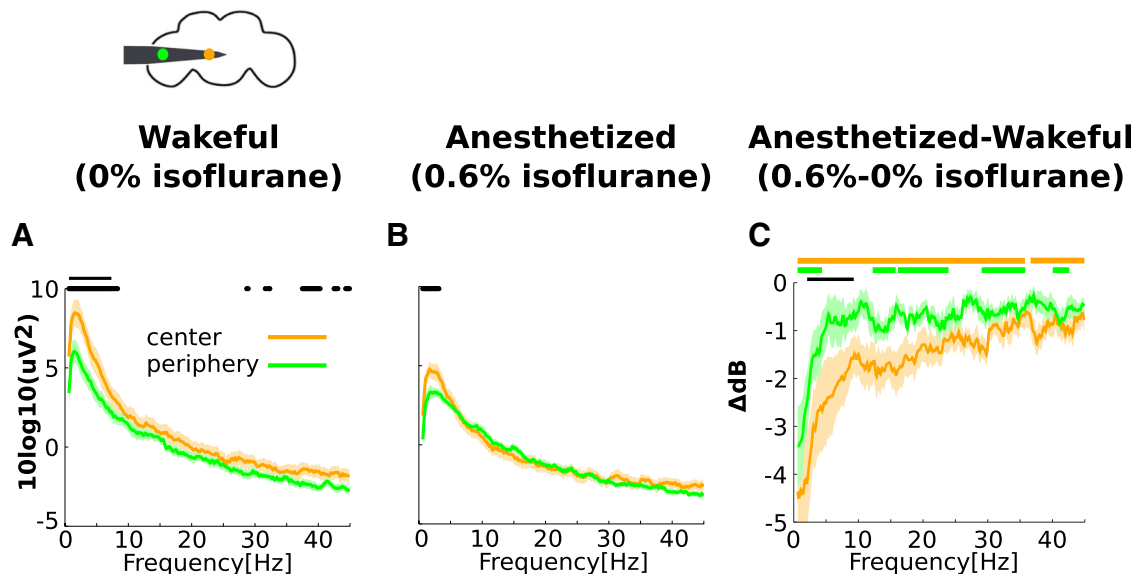 Wakeful
(0% isoflurane)
Anesthetized
(0.6% isoflurane)
Anesthetized-Wakeful
(0.6%-0% isoflurane)
A
B
C
10log10(uV2)
10
5
0
-5
center
periphery
0
10
20
30
40
Frequency[Hz]
0
10
20
30
40
Frequency[Hz]
ΔdB
0
-1
-2
-3
-4
-5
0
10
20
30
40
Frequency[Hz]